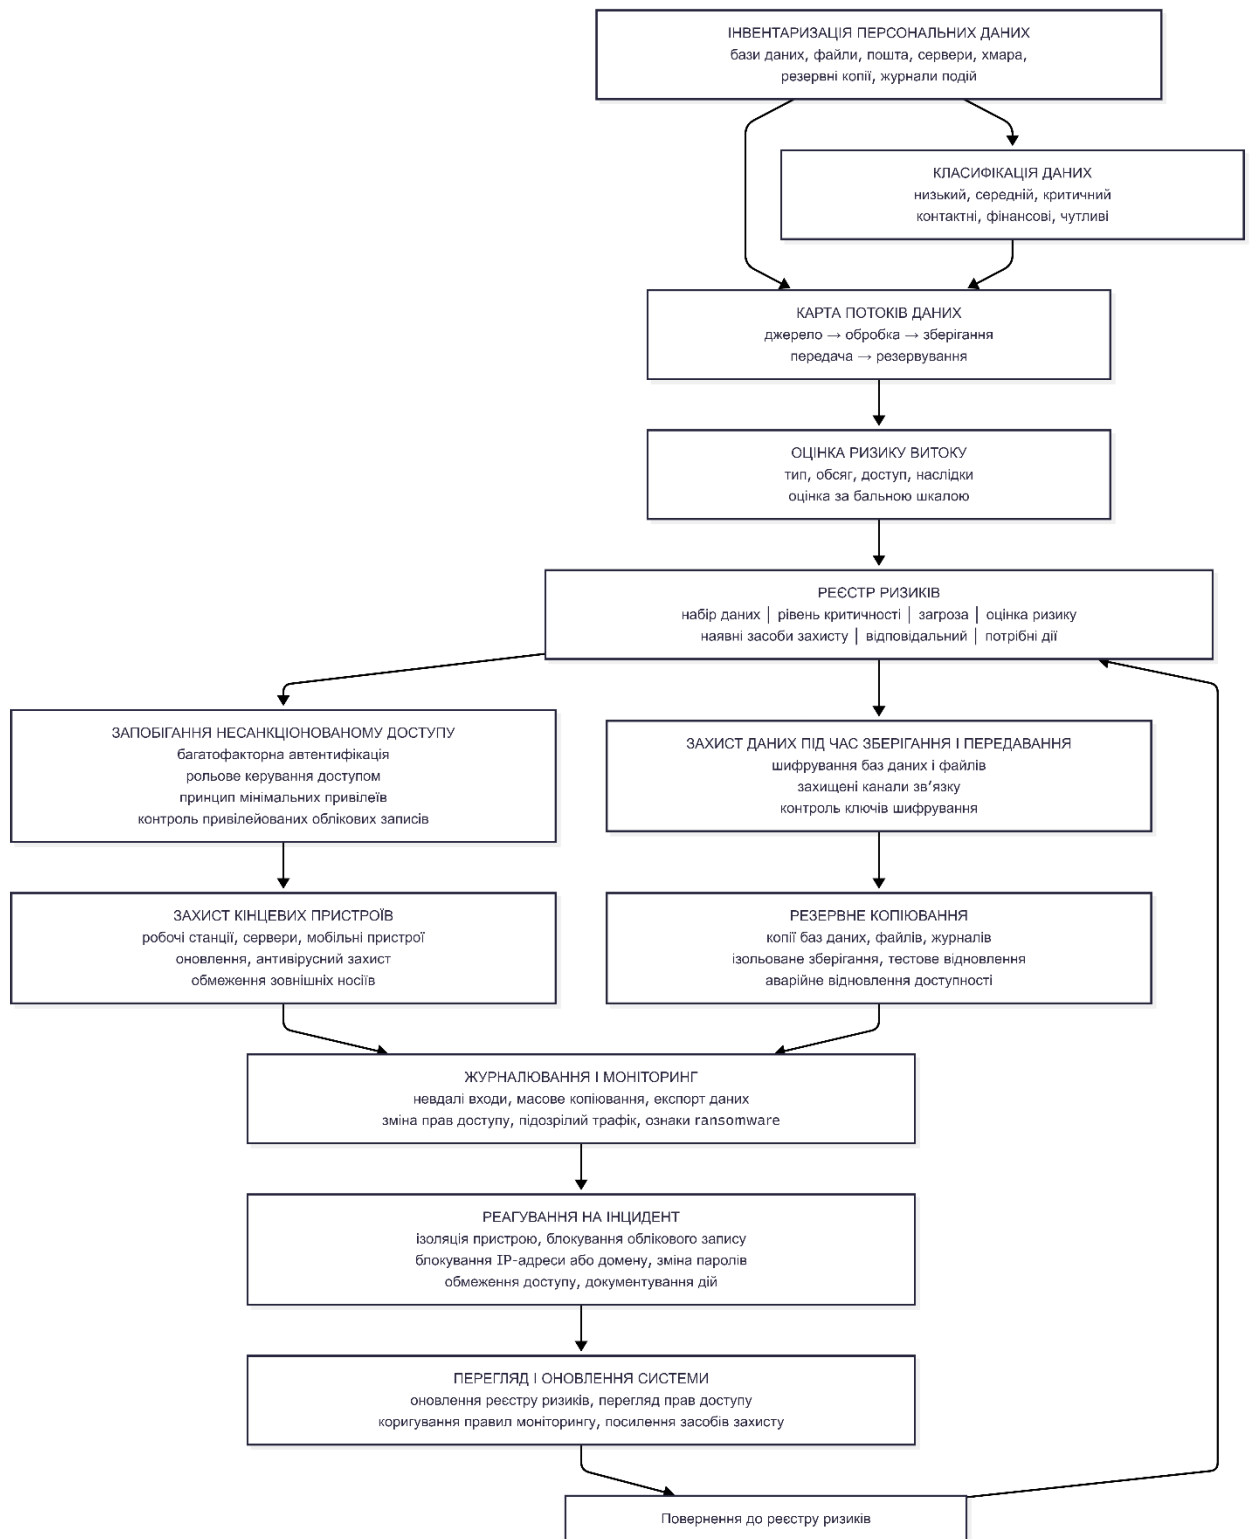 ІНВЕНТАРИЗАЦІЯ ПЕРСОНАЛЬНИХ ДАНИХ
бази даних, файли, пошта, сервери, хмара,
резервні копії, журнали подій
КЛАСИФІКАЦІЯ ДАНИХ
низький, середній, критичний
контактні, фінансові, чутливі
КАРТА ПОТОКІВ ДАНИХ
джерело → обробка → зберігання
передача → резервування
ОЦІНКА РИЗИКУ ВИТОКУ
тип, обсяг, доступ, наслідки
оцінка за бальною шкалою
РЕЄСТР РИЗИКІВ
набір даних | рівень критичності | загроза | оцінка ризику
наявні засоби захисту | відповідальний | потрібні дії
ЗАПОБІГАННЯ НЕСАНКЦІОНОВАНОМУ ДОСТУПУ
багатофакторна автентифікація
рольове керування доступом
принцип мінімальних привілеїв
контроль привілейованих облікових записів
ЗАХИСТ ДАНИХ ПІД ЧАС ЗБЕРІГАННЯ І ПЕРЕДАВАННЯ
шифрування баз даних і файлів
захищені канали зв’язку
контроль ключів шифрування
ЗАХИСТ КІНЦЕВИХ ПРИСТРОЇВ
робочі станції, сервери, мобільні пристрої
оновлення, антивірусний захист
обмеження зовнішніх носіїв
РЕЗЕРВНЕ КОПІЮВАННЯ
копії баз даних, файлів, журналів
ізольоване зберігання, тестове відновлення
аварійне відновлення доступності
ЖУРНАЛЮВАННЯ І МОНІТОРИНГ
невдалі входи, масове копіювання, експорт даних
зміна прав доступу, підозрілий трафік, ознаки ransomware
РЕАГУВАННЯ НА ІНЦИДЕНТ
ізоляція пристрою, блокування облікового запису
блокування IP-адреси або домену, зміна паролів
обмеження доступу, документування дій
ПЕРЕГЛЯД І ОНОВЛЕННЯ СИСТЕМИ
оновлення реєстру ризиків, перегляд прав доступу
коригування правил моніторингу, посилення засобів захисту
Повернення до реєстру ризиків